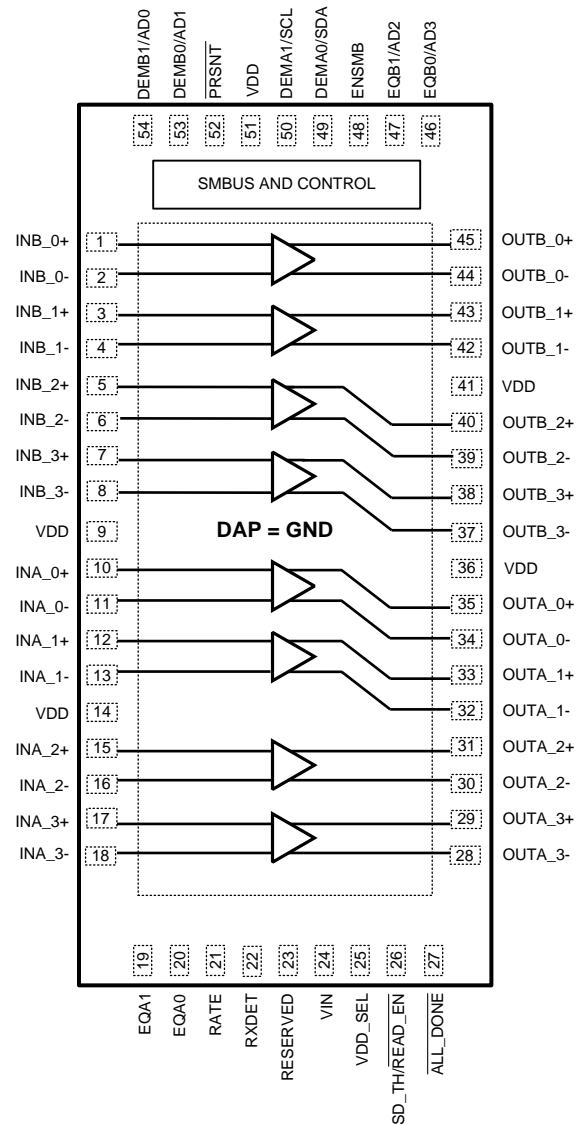 DEMB1/AD0
DEMB0/AD1
PRSNT
VDD
DEMA1/SCL
DEMA0/SDA
ENSMB
EQB1/AD2
EQB0/AD3
54
53
52
51
50
49
48
47
46
SMBUS AND CONTROL
INB_0+ 1 45 OUTB_0+
INB_0- 2 44 OUTB_0-
INB_1+ 3 43 OUTB_1+
INB_1- 4 42 OUTB_1-
INB_2+ 5 41 VDD
INB_2- 6 40 OUTB_2+
INB_3+ 7 39 OUTB_2-
INB_3- 8 38 OUTB_3+
VDD 9 DAP = GND 37 OUTB_3-
INA_0+ 10 36 VDD
INA_0- 11 35 OUTA_0+
INA_1+ 12 34 OUTA_0-
INA_1- 13 33 OUTA_1+
VDD 14 32 OUTA_1-
INA_2+ 15 31 OUTA_2+
INA_2- 16 30 OUTA_2-
INA_3+ 17 29 OUTA_3+
INA_3- 18 28 OUTA_3-
19
20
21
22
23
24
25
26
27
EQA1
EQA0
RATE
RXDET
RESERVED
VIN
VDD_SEL
SD_TH/READ_EN
ALL_DONE